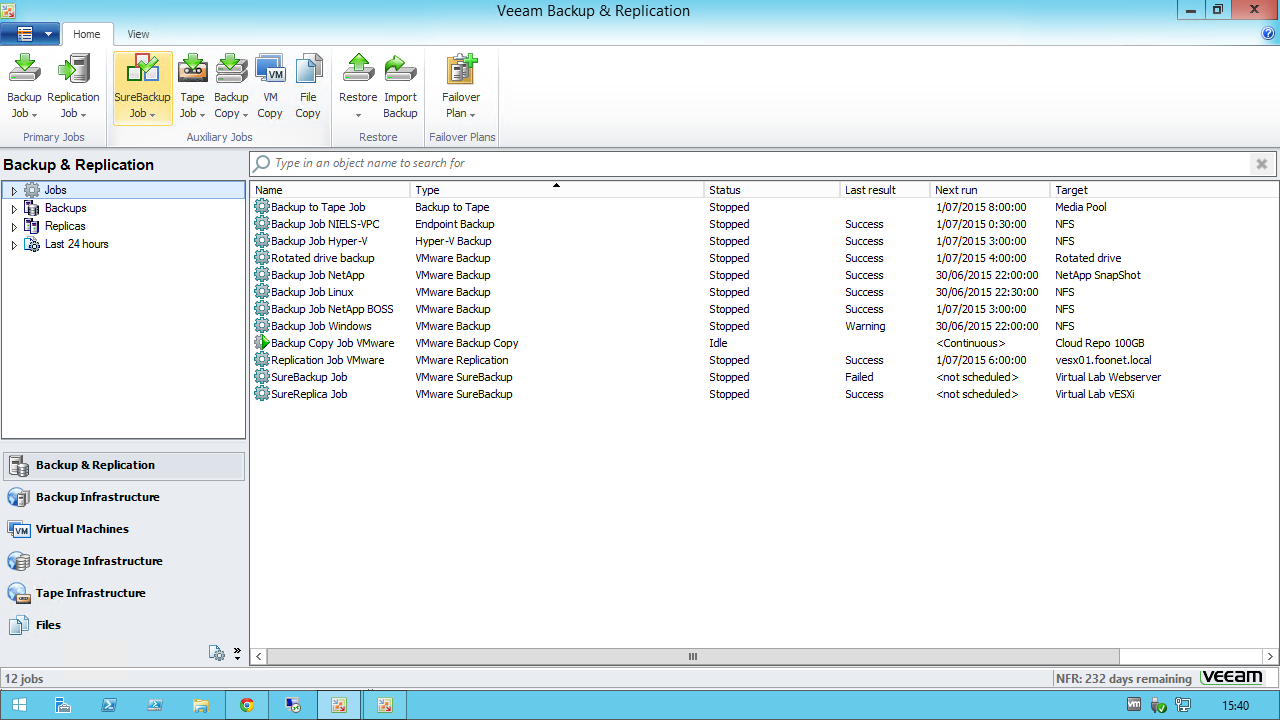 Veeam Backup & Replication
Home View
Backup Job Replication Job SureBackup Job Tape Job Backup Copy VM Copy File Copy Restore Import Backup Failover Plan
Primary Jobs Auxiliary Jobs Restore Failover Plans
Backup & Replication
Type in an object name to search for
Jobs
Backups
Replicas
Last 24 hours
Name Type Status Last result Next run Target
Backup to Tape Job Backup to Tape Stopped 1/07/2015 8:00:00 Media Pool
Backup Job NIELS-VPC Endpoint Backup Stopped Success 1/07/2015 0:30:00 NFS
Backup Job Hyper-V Hyper-V Backup Stopped Success 1/07/2015 3:00:00 NFS
Rotated drive backup VMware Backup Stopped Success 1/07/2015 4:00:00 Rotated drive
Backup Job NetApp VMware Backup Stopped Success 30/06/2015 22:00:00 NetApp SnapShot
Backup Job Linux VMware Backup Stopped Success 30/06/2015 22:30:00 NFS
Backup Job NetApp BOSS VMware Backup Stopped Success 1/07/2015 3:00:00 NFS
Backup Job Windows VMware Backup Stopped Warning 30/06/2015 22:00:00 NFS
Backup Copy Job VMware VMware Backup Copy Idle <Continuous> Cloud Repo 100GB
Replication Job VMware VMware Replication Stopped Success 1/07/2015 6:00:00 vesx01.foonet.local
SureBackup Job VMware SureBackup Stopped Failed <not scheduled> Virtual Lab Webserver
SureReplica Job VMware SureBackup Stopped Success <not scheduled> Virtual Lab vESXi
Backup & Replication
Backup Infrastructure
VM Virtual Machines
Storage Infrastructure
Tape Infrastructure
Files
12 jobs NFR: 232 days remaining veeam
vm 15:40